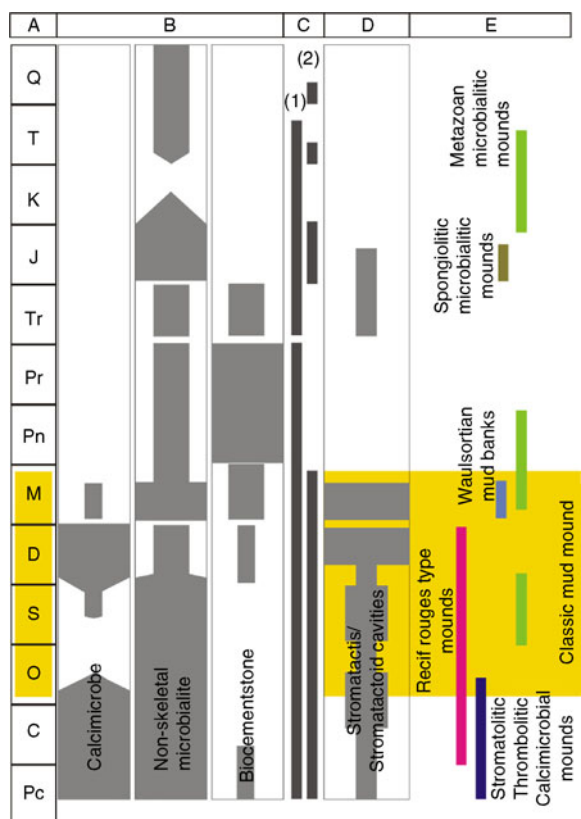 A B C D E
Q
T
K
J
Tr
Pr
Pn
M
D
S
O
C
Pc
Calcimicrobe
Non-skeletal
microbialite
Biocementstone
(1)
(2)
Stromatactis/
Stromatactoid cavities
Recif rouges type
mounds
Stromatolitic
Thrombolitic
Calcimicrobial
mounds
Waulsortian
mud banks
Classic mud mound
Spongiolitic
microbialitic
mounds
Metazoan
microbialitic
mounds